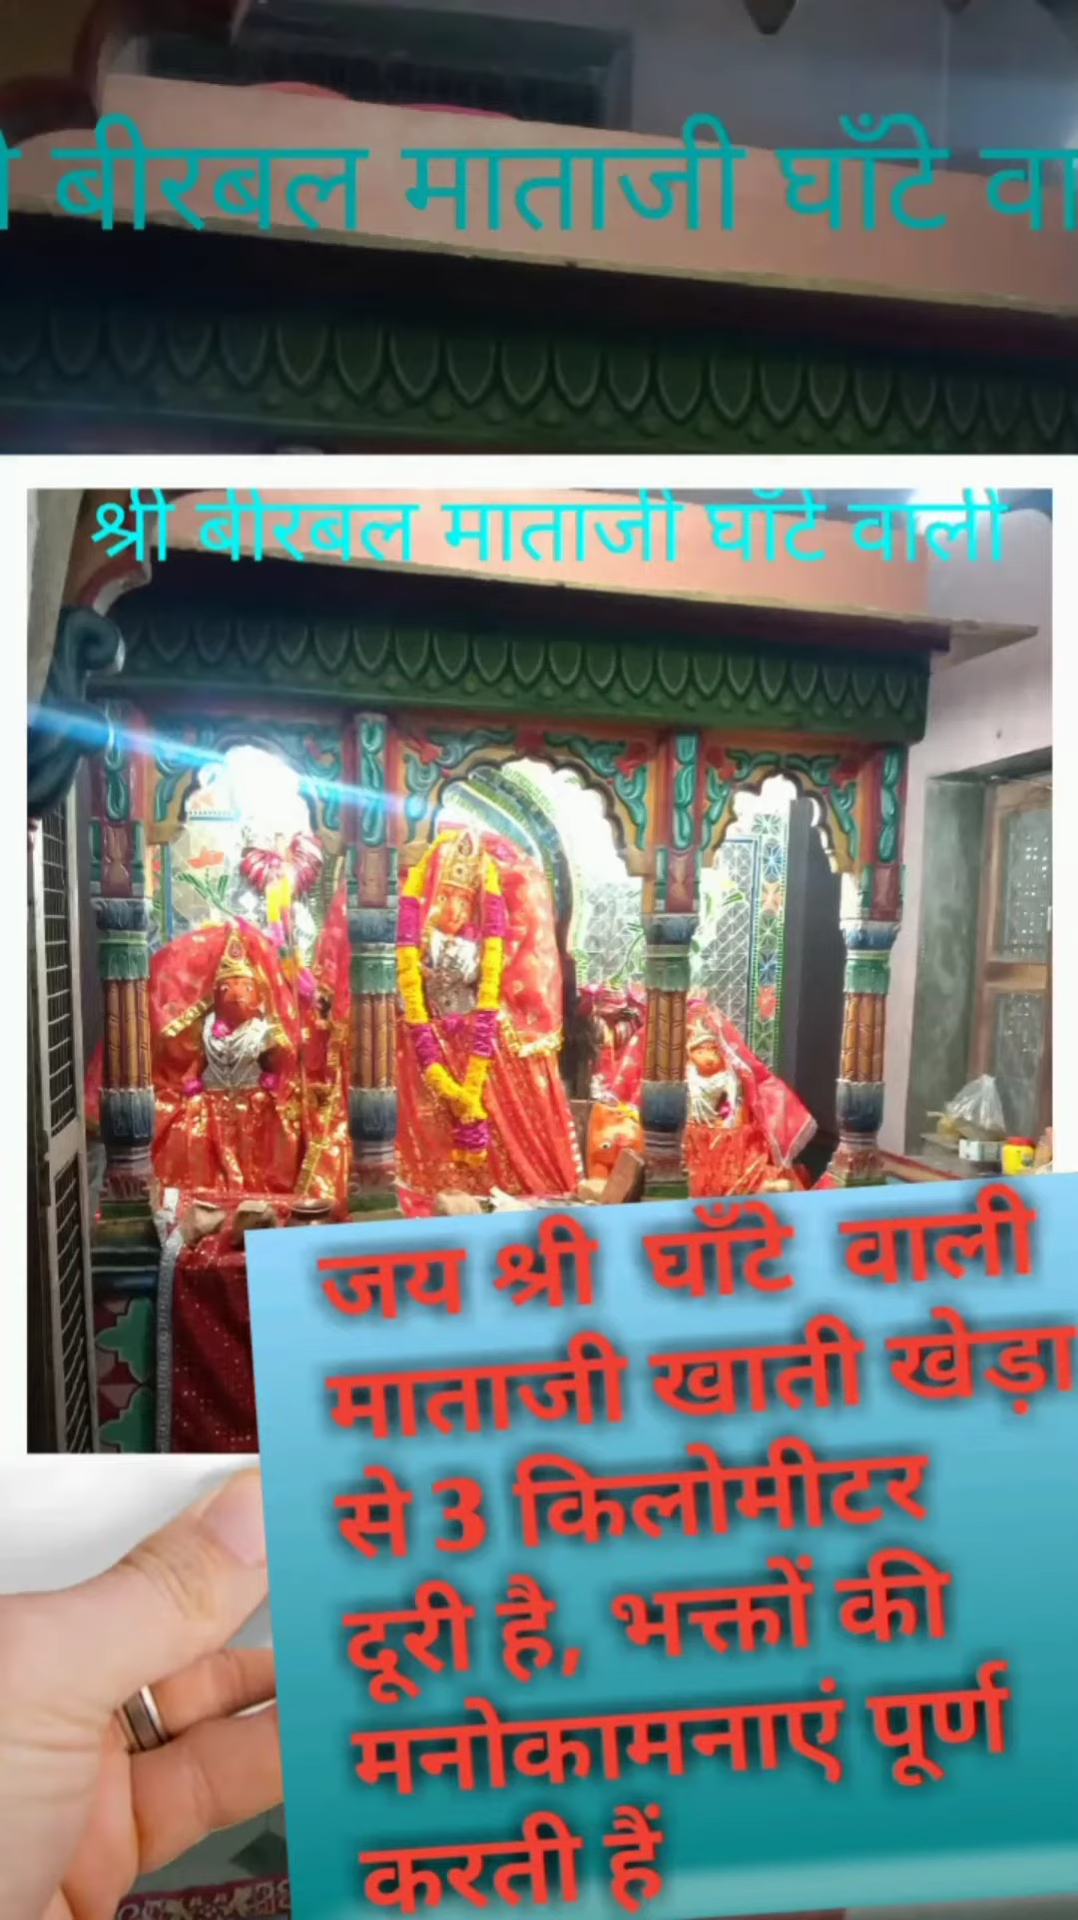 बीरबल माताजी घाँटे
श्री बीरबल माताजी घाँटे वाली
जय श्री घाँटे वाली
माताजी खाती खेड़ा
से 3 किलोमीटर
दूरी है, भक्तों की
मनोकामनाएं पूर्ण
करती हैं